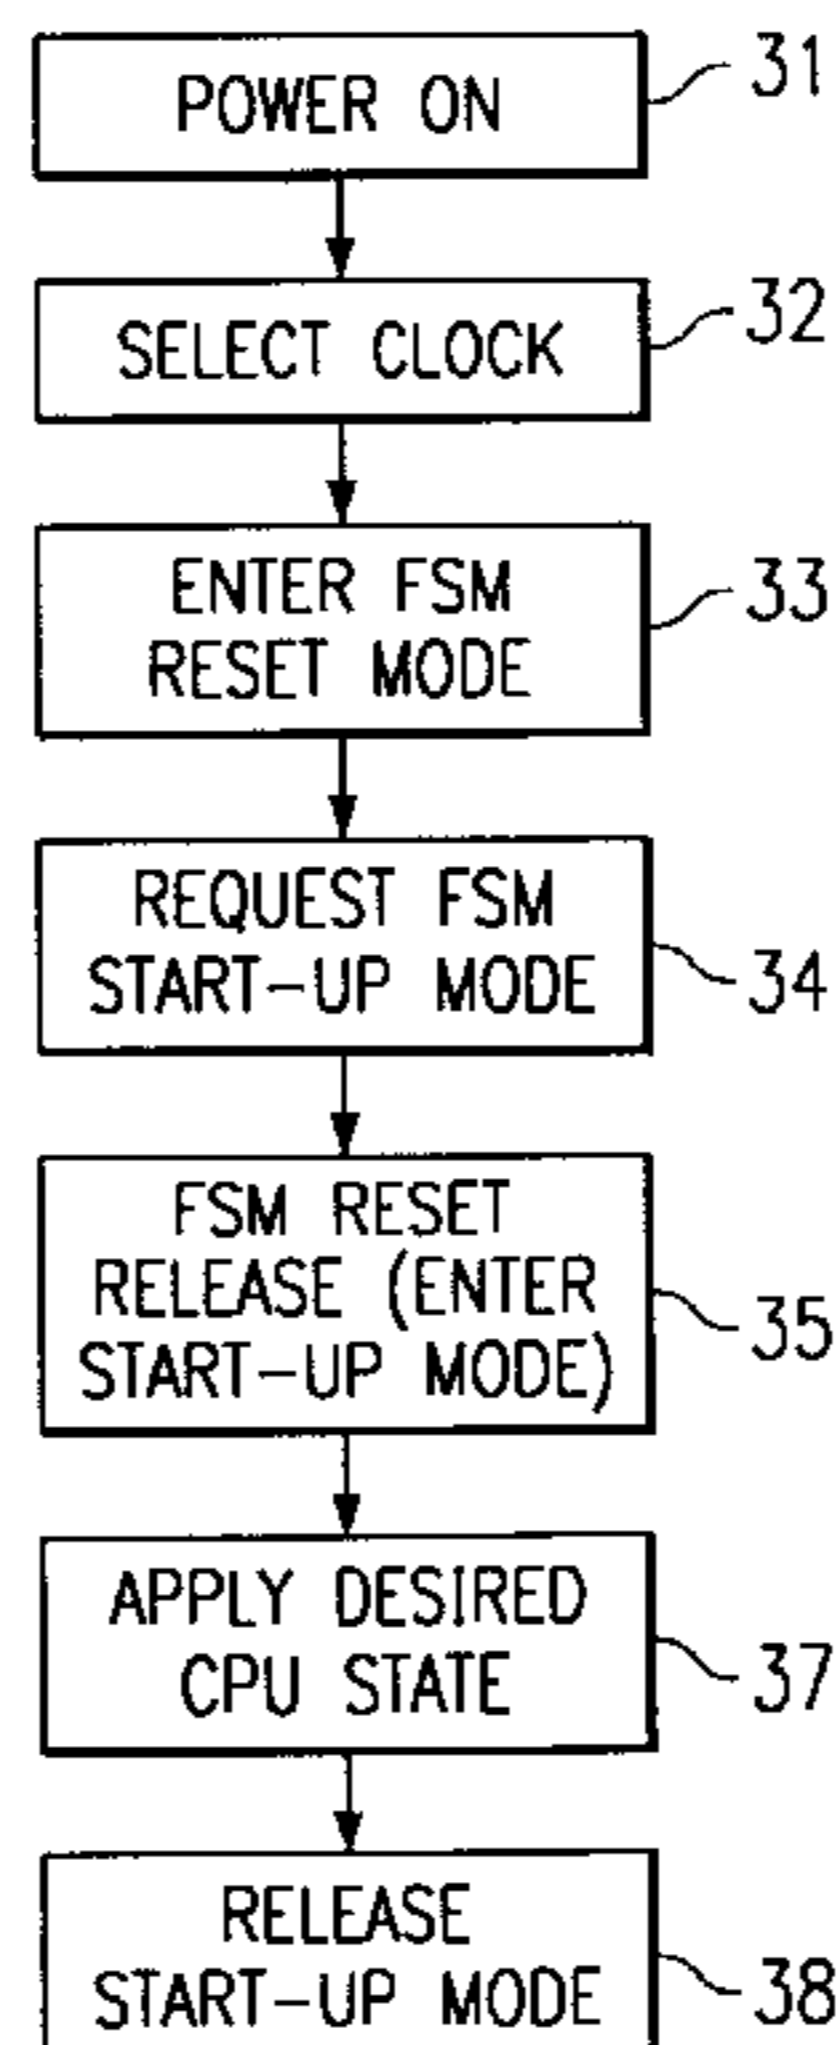 POWER ON
31
SELECT CLOCK
32
ENTER FSM
RESET MODE
33
REQUEST FSM
START-UP MODE
34
FSM RESET
RELEASE (ENTER
START-UP MODE)
35
APPLY DESIRED
CPU STATE
37
RELEASE
START-UP MODE
38